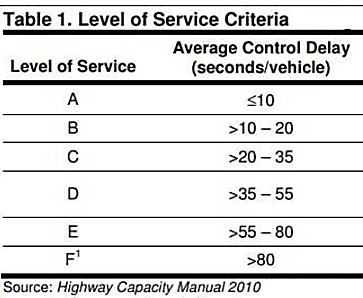 Table 1. Level of Service Criteria
Level of Service Average Control Delay
(seconds/vehicle)
A ≤10
B >10 – 20
C >20 – 35
D >35 – 55
E >55 – 80
F¹ >80
Source: Highway Capacity Manual 2010